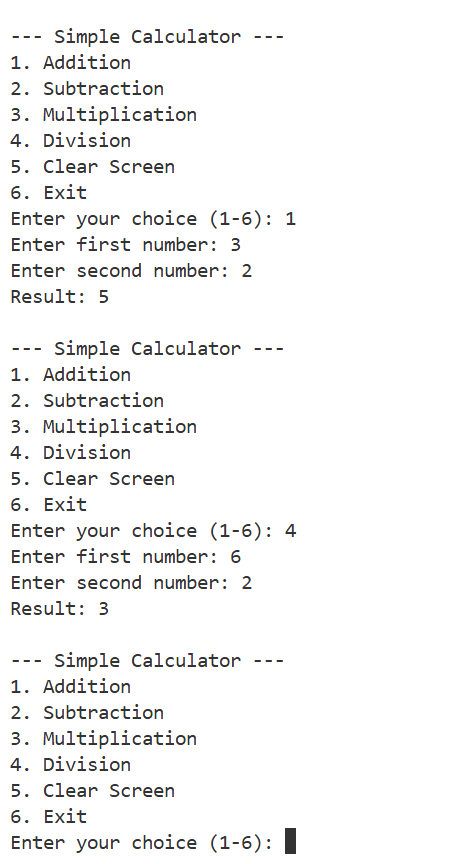 --- Simple Calculator ---
1. Addition
2. Subtraction
3. Multiplication
4. Division
5. Clear Screen
6. Exit
Enter your choice (1-6): 1
Enter first number: 3
Enter second number: 2
Result: 5

--- Simple Calculator ---
1. Addition
2. Subtraction
3. Multiplication
4. Division
5. Clear Screen
6. Exit
Enter your choice (1-6): 4
Enter first number: 6
Enter second number: 2
Result: 3

--- Simple Calculator ---
1. Addition
2. Subtraction
3. Multiplication
4. Division
5. Clear Screen
6. Exit
Enter your choice (1-6):